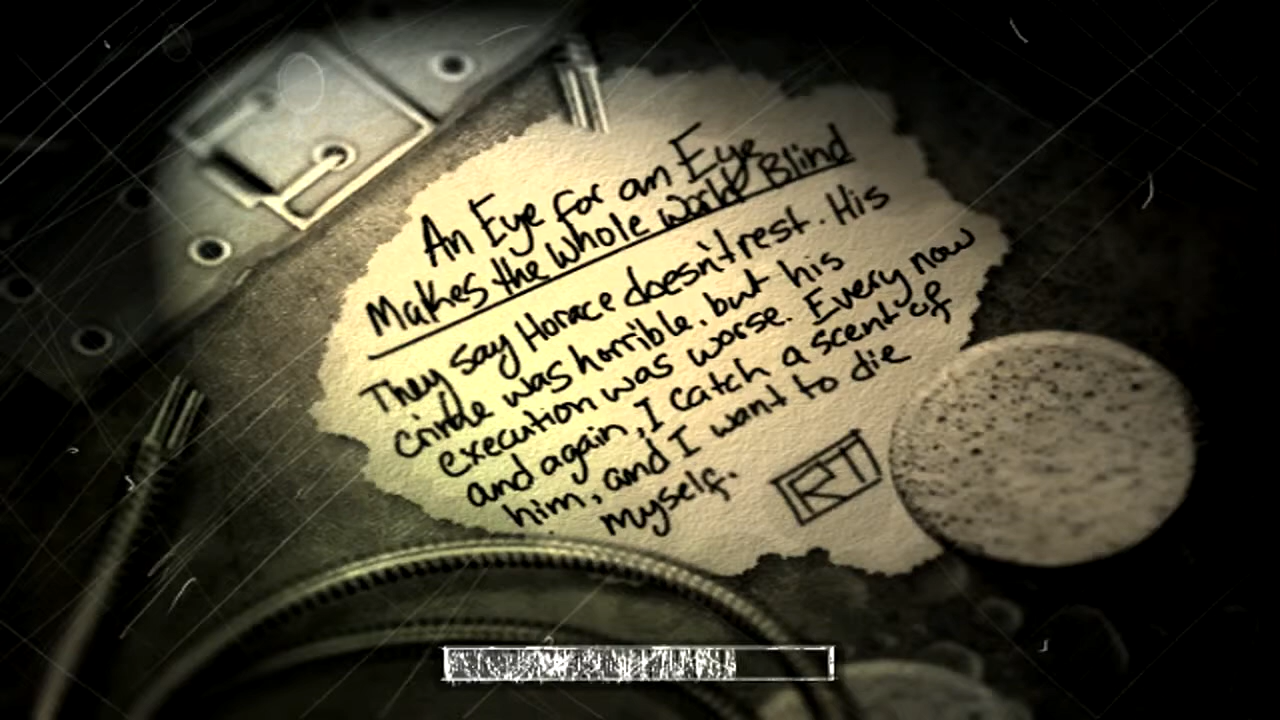 An Eye for an Eye
Makes the Whole World Blind
They say Horace doesn't rest. His
crime was horrible, but his
execution was worse. Every now
and again, I catch a scent of
him, and I want to die
myself.
RT